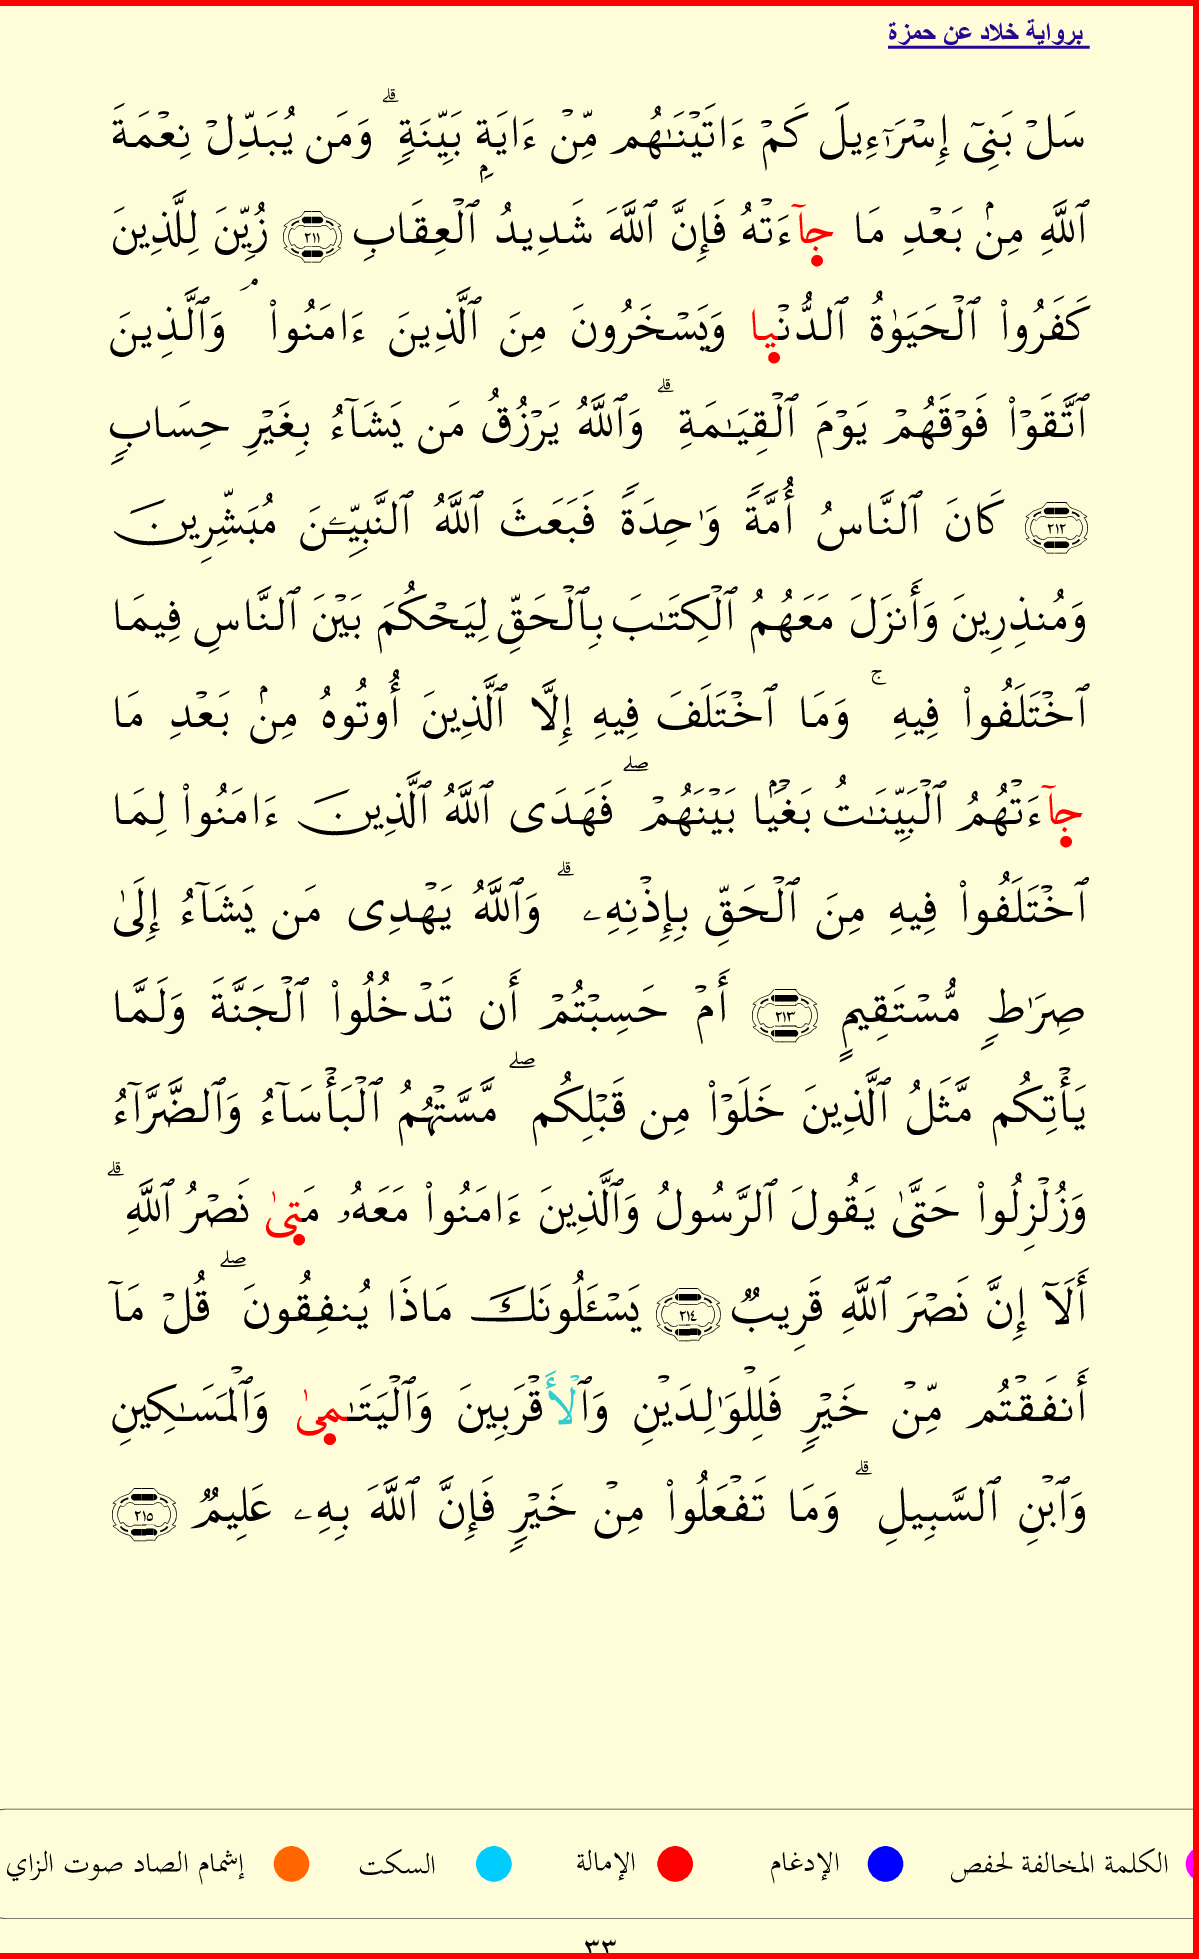 برواية خلاد عن حمزة
سَلْ بَنِىٓ إِسْرَٰٓءِيلَ كَمْ ءَاتَيْنَـٰهُم مِّنْ ءَايَةٍۭ بَيِّنَةٍ ۗ وَمَن يُبَدِّلْ نِعْمَةَ
ٱللَّهِ مِنۢ بَعْدِ مَا جآءَتْهُ فَإِنَّ ٱللَّهَ شَدِيدُ ٱلْعِقَابِ ٢١١ زُيِّنَ لِلَّذِينَ
كَفَرُوا۟ ٱلْحَيَوٰةُ ٱلدُّنْيا وَيَسْخَرُونَ مِنَ ٱلَّذِينَ ءَامَنُوا۟ ۘ وَٱلَّذِينَ
ٱتَّقَوْا۟ فَوْقَهُمْ يَوْمَ ٱلْقِيَـٰمَةِ ۗ وَٱللَّهُ يَرْزُقُ مَن يَشَآءُ بِغَيْرِ حِسَابٍ
٢١٢ كَانَ ٱلنَّاسُ أُمَّةً وَٰحِدَةً فَبَعَثَ ٱللَّهُ ٱلنَّبِيِّـۧنَ مُبَشِّرِينَ
وَمُنذِرِينَ وَأَنزَلَ مَعَهُمُ ٱلْكِتَـٰبَ بِٱلْحَقِّ لِيَحْكُمَ بَيْنَ ٱلنَّاسِ فِيمَا
ٱخْتَلَفُوا۟ فِيهِ ۚ وَمَا ٱخْتَلَفَ فِيهِ إِلَّا ٱلَّذِينَ أُوتُوهُ مِنۢ بَعْدِ مَا
جآءَتْهُمُ ٱلْبَيِّنَـٰتُ بَغْيًۢا بَيْنَهُمْ ۖ فَهَدَى ٱللَّهُ ٱلَّذِينَ ءَامَنُوا۟ لِمَا
ٱخْتَلَفُوا۟ فِيهِ مِنَ ٱلْحَقِّ بِإِذْنِهِۦ ۗ وَٱللَّهُ يَهْدِى مَن يَشَآءُ إِلَىٰ
صِرَٰطٍ مُّسْتَقِيمٍ ٢١٣ أَمْ حَسِبْتُمْ أَن تَدْخُلُوا۟ ٱلْجَنَّةَ وَلَمَّا
يَأْتِكُم مَّثَلُ ٱلَّذِينَ خَلَوْا۟ مِن قَبْلِكُم ۖ مَّسَّتْهُمُ ٱلْبَأْسَآءُ وَٱلضَّرَّآءُ
وَزُلْزِلُوا۟ حَتَّىٰ يَقُولَ ٱلرَّسُولُ وَٱلَّذِينَ ءَامَنُوا۟ مَعَهُۥ مَتىٰ نَصْرُ ٱللَّهِ ۗ
أَلَآ إِنَّ نَصْرَ ٱللَّهِ قَرِيبٌ ٢١٤ يَسْـَٔلُونَكَ مَاذَا يُنفِقُونَ ۖ قُلْ مَآ
أَنفَقْتُم مِّنْ خَيْرٍ فَلِلْوَٰلِدَيْنِ وَٱلْأَقْرَبِينَ وَٱلْيَتَـٰمىٰ وَٱلْمَسَـٰكِينِ
وَٱبْنِ ٱلسَّبِيلِ ۗ وَمَا تَفْعَلُوا۟ مِنْ خَيْرٍ فَإِنَّ ٱللَّهَ بِهِۦ عَلِيمٌ ٢١٥
الكلمة المخالفة لحفص الإدغام الإمالة السكت إشمام الصاد صوت الزاي
٣٣